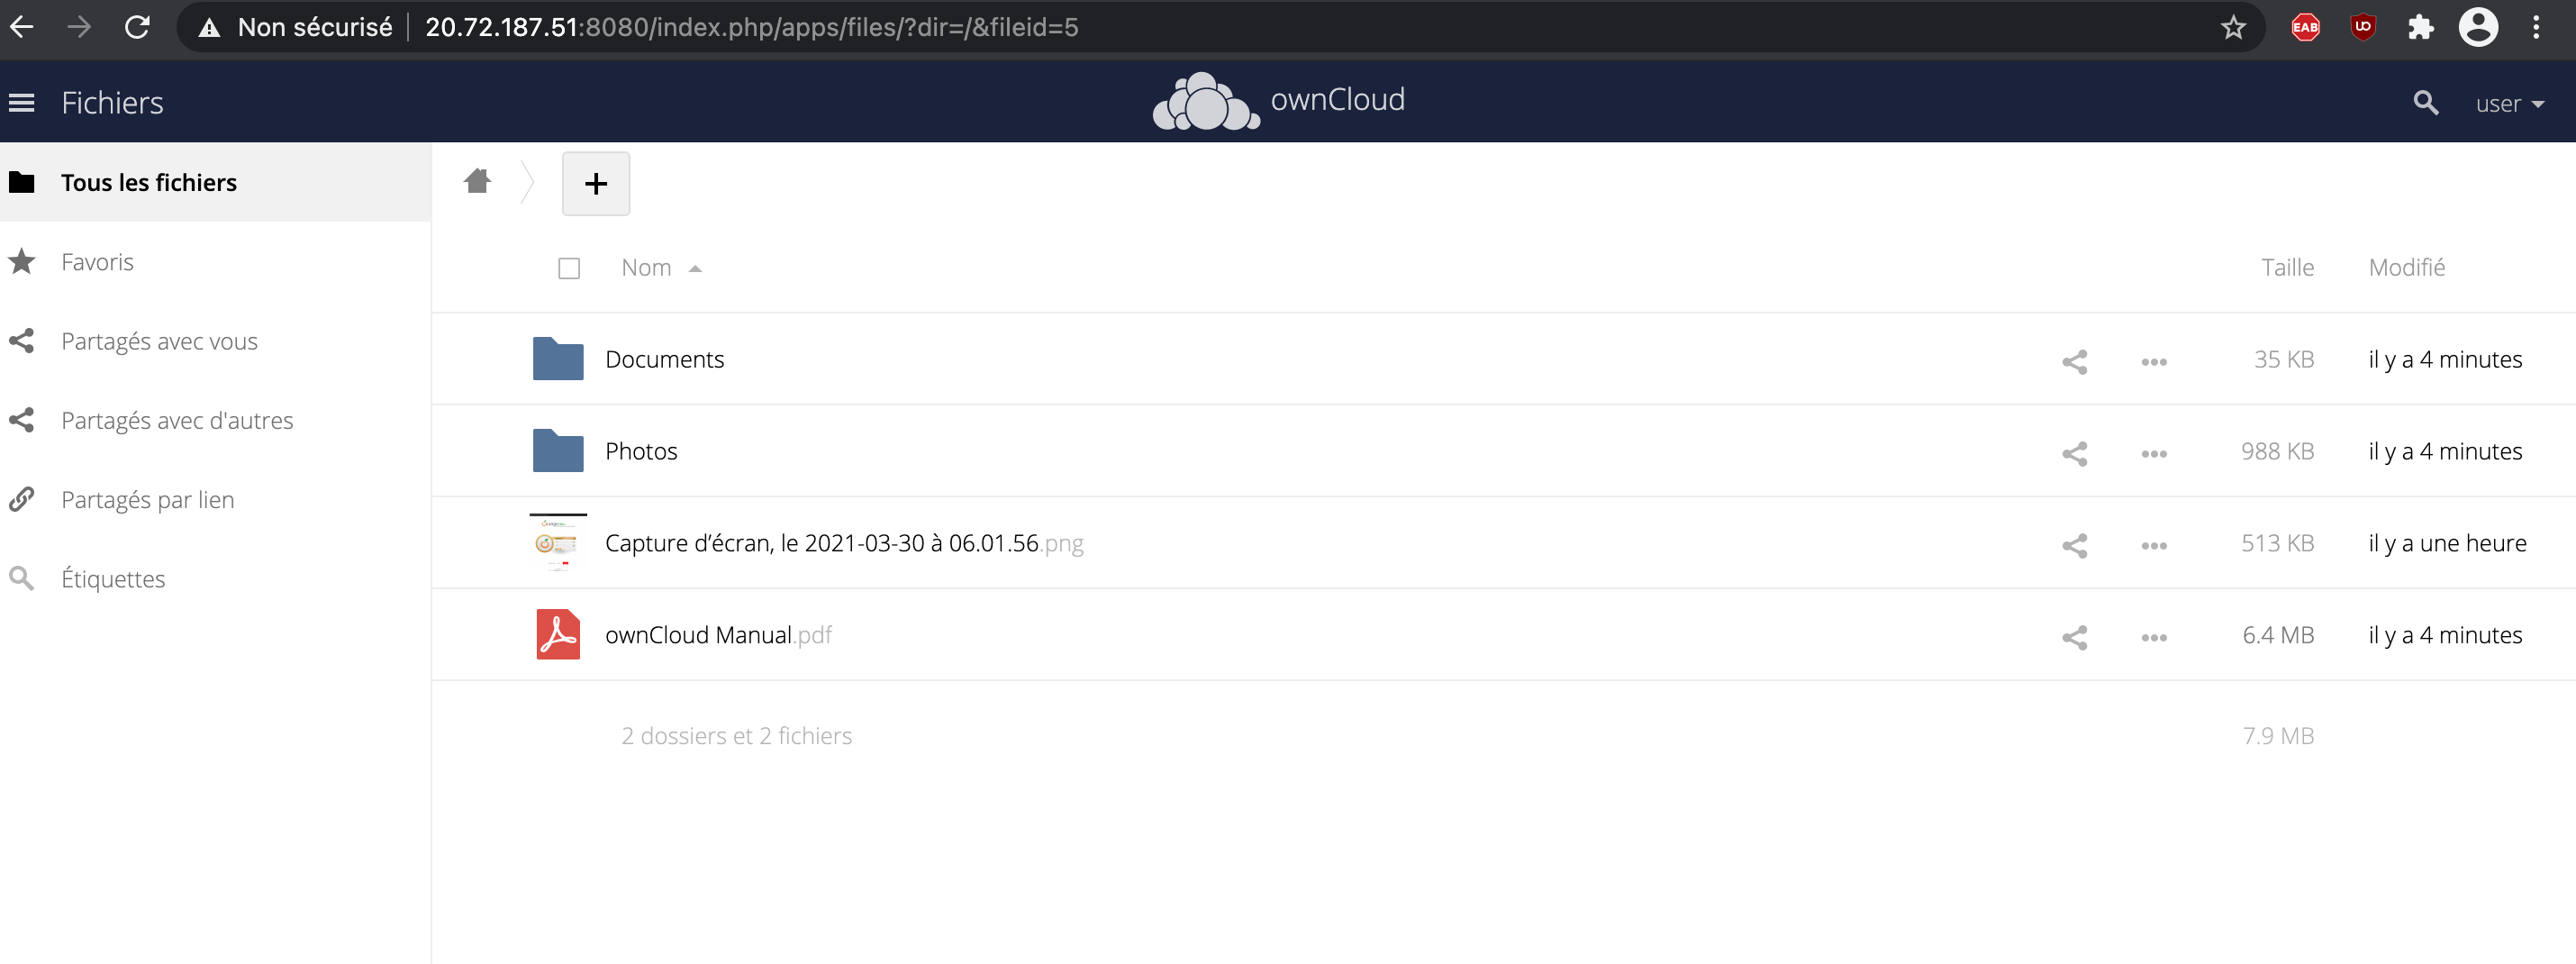 Non sécurisé 20.72.187.51:8080/index.php/apps/files/?dir=/&fileid=5
EAB
Fichiers
ownCloud
user
Tous les fichiers
Favoris
Partagés avec vous
Partagés avec d'autres
Partagés par lien
Étiquettes
Nom Taille Modifié
Documents 35 KB il y a 4 minutes
Photos 988 KB il y a 4 minutes
Capture d’écran, le 2021-03-30 à 06.01.56.png 513 KB il y a une heure
ownCloud Manual.pdf 6.4 MB il y a 4 minutes
2 dossiers et 2 fichiers 7.9 MB